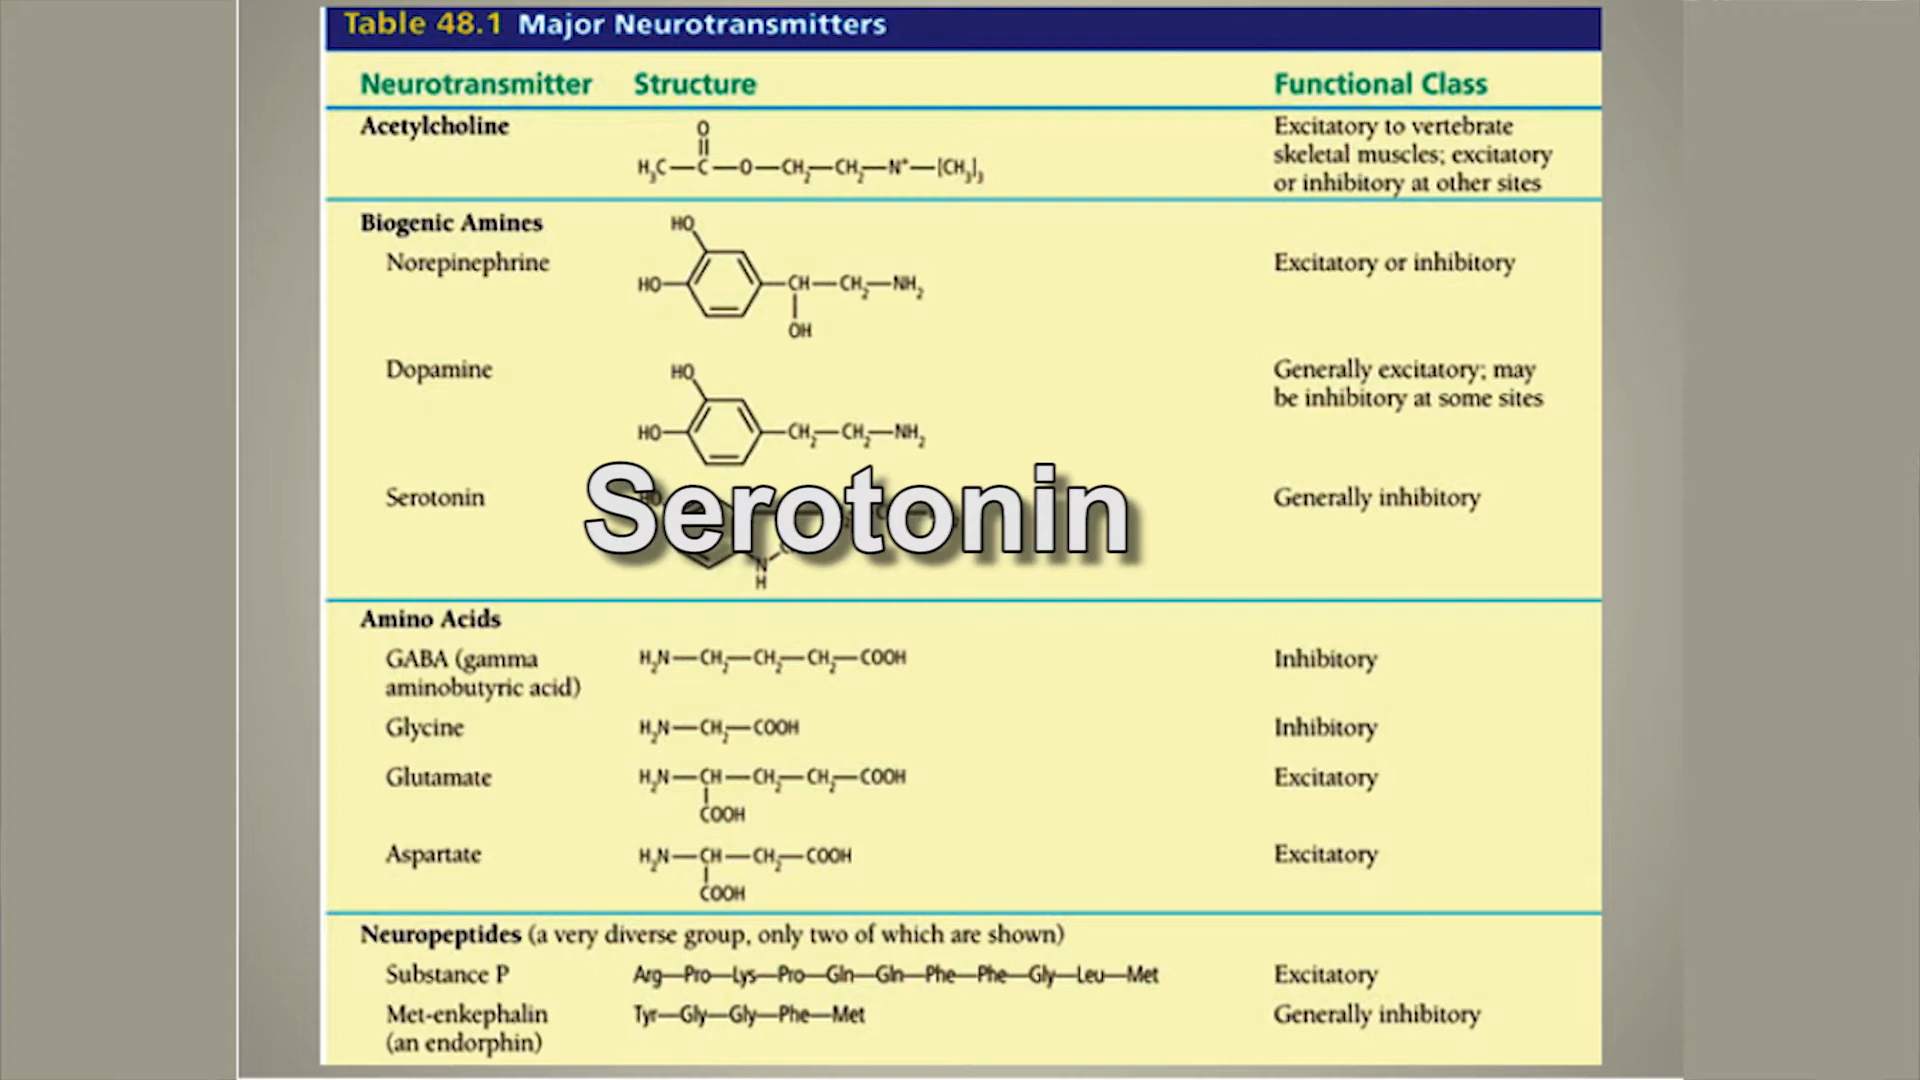 Table 48.1 Major Neurotransmitters
Neurotransmitter Structure Functional Class
Acetylcholine
O
H₃C—C—O—CH₂—CH₂—N⁺—[CH₃]₃
Excitatory to vertebrate
skeletal muscles; excitatory
or inhibitory at other sites
Biogenic Amines
Norepinephrine
HO
HO
CH—CH₂—NH₂
OH
Excitatory or inhibitory
Dopamine
HO
HO
CH₂—CH₂—NH₂
Generally excitatory; may
be inhibitory at some sites
Serotonin
Serotonin
N
H
Generally inhibitory
Amino Acids
GABA (gamma
aminobutyric acid)
H₂N—CH₂—CH₂—CH₂—COOH
Inhibitory
Glycine
H₂N—CH₂—COOH
Inhibitory
Glutamate
H₂N—CH—CH₂—CH₂—COOH
COOH
Excitatory
Aspartate
H₂N—CH—CH₂—COOH
COOH
Excitatory
Neuropeptides (a very diverse group, only two of which are shown)
Substance P
Arg—Pro—Lys—Pro—Gln—Gln—Phe—Phe—Gly—Leu—Met
Excitatory
Met-enkephalin
(an endorphin)
Tyr—Gly—Gly—Phe—Met
Generally inhibitory